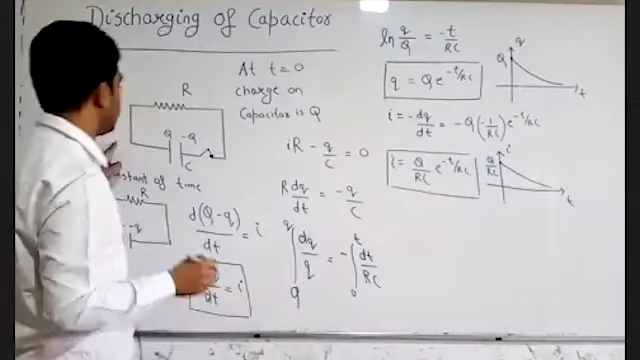 Discharging of Capacitor
R
Q -Q
C
At t=0
charge on
Capacitor is Q
nstant of time
R
-q
d(Q-q)/dt = i
dt = i
iR - q/C = 0
R dq/dt = -q/C
∫ dq/q = -∫ dt/RC
q t
Q 0
ln q/Q = -t/RC
q = Qe^-t/RC
q
Q
t
i = -dq/dt = -Q(-1/RC)e^-t/RC
i = Q/RC e^-t/RC
i
Q/RC
t